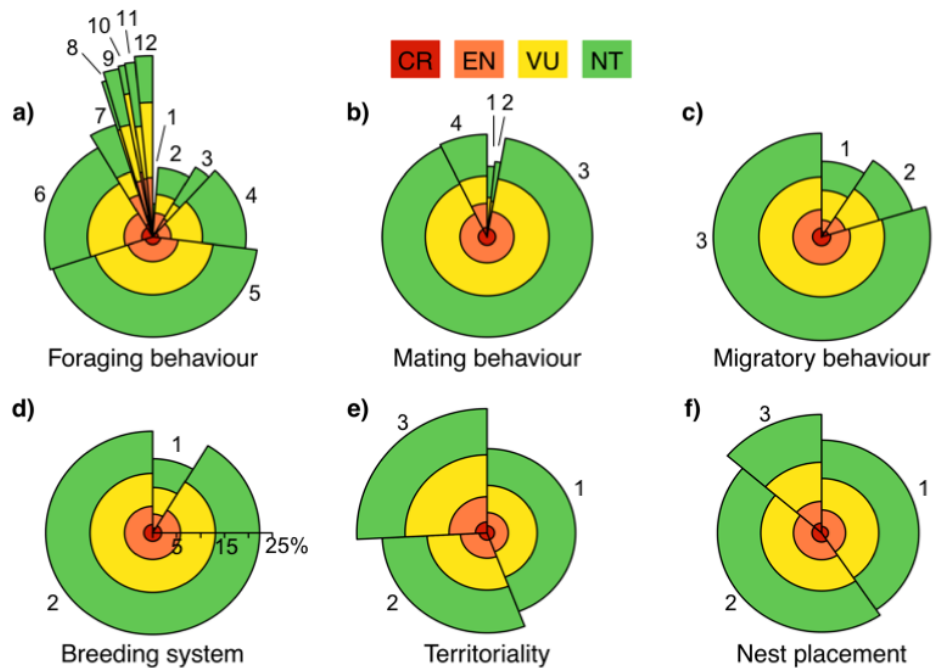 CR EN VU NT
a)
1
2
3
4
5
6
7
8
9
10
11
12
Foraging behaviour
b)
1
2
3
4
Mating behaviour
c)
1
2
3
Migratory behaviour
d)
1
2
5 15 25%
Breeding system
e)
1
2
3
Territoriality
f)
1
2
3
Nest placement